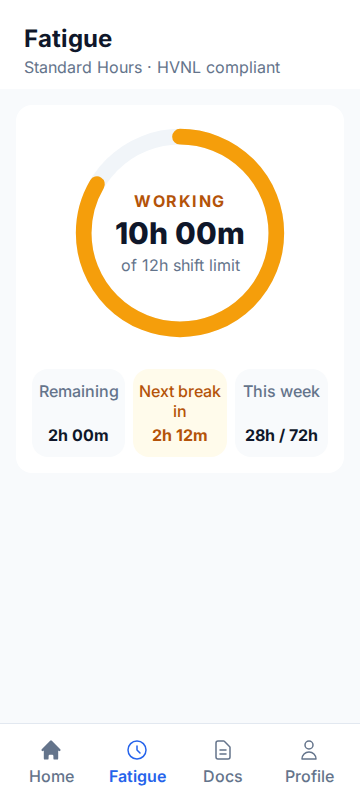 Fatigue
Standard Hours · HVNL compliant
WORKING
10h 00m
of 12h shift limit
Remaining
2h 00m
Next break
in
2h 12m
This week
28h / 72h
Home
Fatigue
Docs
Profile